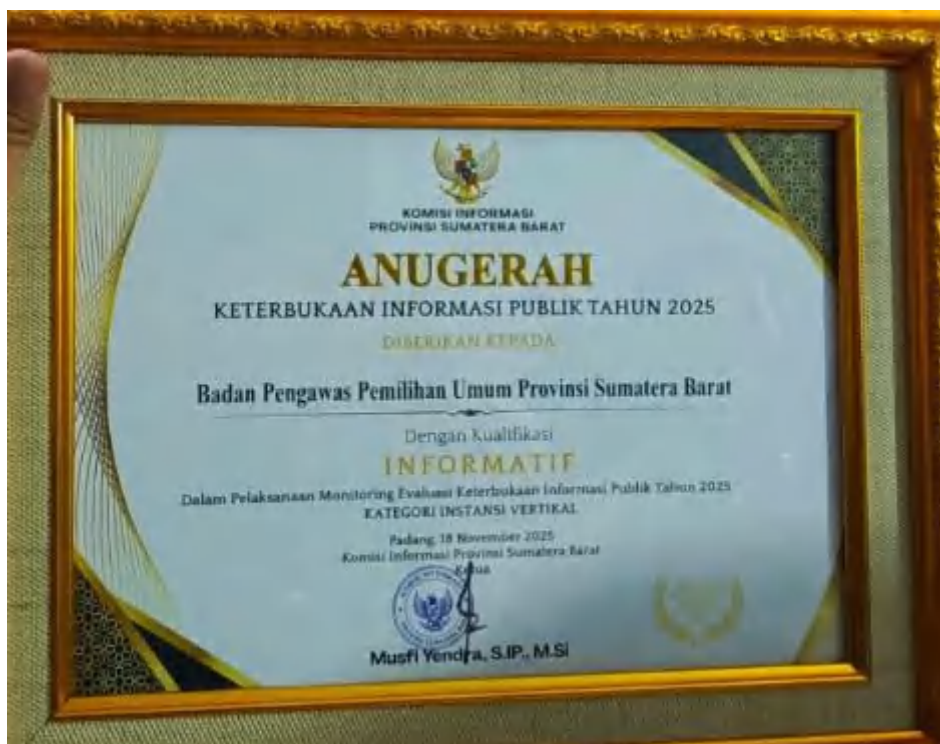 KOMISI INFORMASI
PROVINSI SUMATERA BARAT
ANUGERAH
KETERBUKAAN INFORMASI PUBLIK TAHUN 2025
DIBERIKAN KEPADA
Badan Pengawas Pemilihan Umum Provinsi Sumatera Barat
Dengan Kualifikasi
INFORMATIF
Dalam Pelaksanaan Monitoring Evaluasi Keterbukaan Informasi Publik Tahun 2025
KATEGORI INSTANSI VERTIKAL
Padang, 18 November 2025
Komisi Informasi Provinsi Sumatera Barat
Ketua
Musfi Yendra, S.IP., M.Si